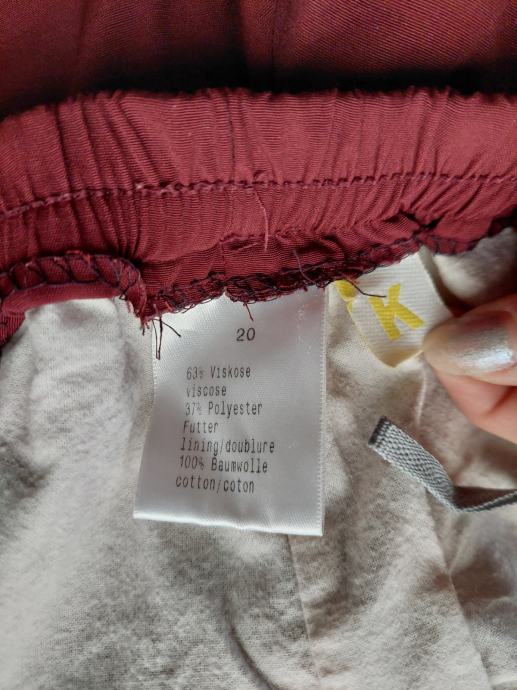 20
63% Viskose
viscose
37% Polyester
Futter
lining/doublure
100% Baumwolle
cotton/coton
K